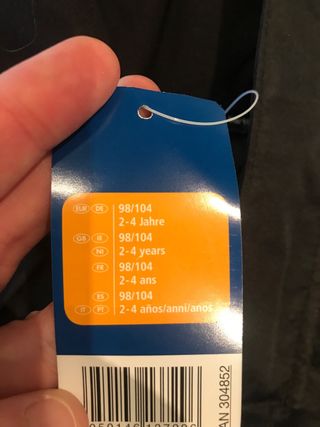 EUR DE 98/104
2-4 Jahre
GB IE 98/104
NI 2-4 years
FR 98/104
2-4 ans
ES 98/104
IT PT 2-4 años/anni/anos
AN 304852